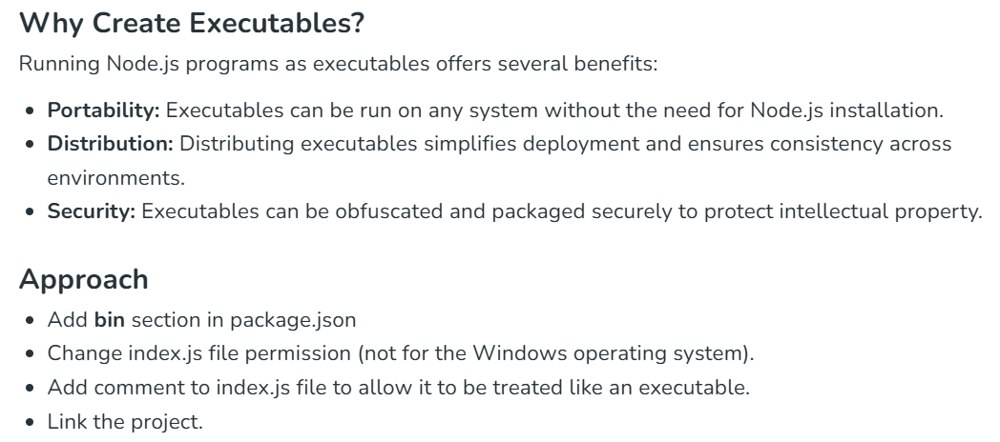 Why Create Executables?
Running Node.js programs as executables offers several benefits:
• Portability: Executables can be run on any system without the need for Node.js installation.
• Distribution: Distributing executables simplifies deployment and ensures consistency across
environments.
• Security: Executables can be obfuscated and packaged securely to protect intellectual property.
Approach
• Add bin section in package.json
• Change index.js file permission (not for the Windows operating system).
• Add comment to index.js file to allow it to be treated like an executable.
• Link the project.